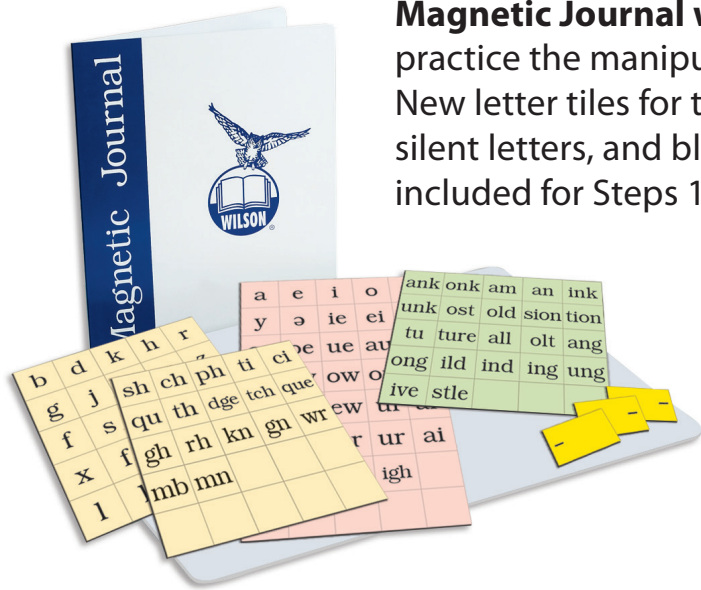 Magnetic Journal
practice the manipu
New letter tiles for t
silent letters, and bl
included for Steps 1
Magnetic Journal
WILSON
a e i o
y ə ie ei
oe ue au
ow
ew ur
ur ai
igh
ank onk am an ink
unk ost old sion tion
tu ture all olt ang
ong ild ind ing ung
ive stle
b d k h r
g j
f s
x
l
sh ch ph ti ci
qu th dge tch que
gh rh kn gn wr
mb mn
-
-
-